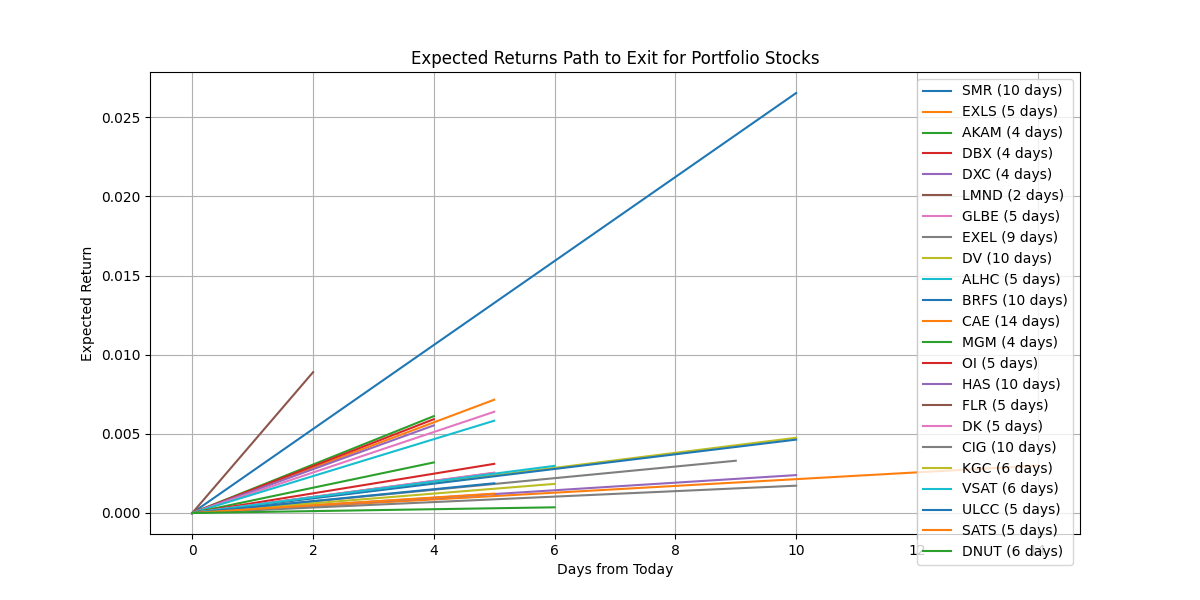 Expected Returns Path to Exit for Portfolio Stocks
Expected Return
0.025
0.020
0.015
0.010
0.005
0.000
0 2 4 6 8 10
Days from Today
SMR (10 days)
EXLS (5 days)
AKAM (4 days)
DBX (4 days)
DXC (4 days)
LMND (2 days)
GLBE (5 days)
EXEL (9 days)
DV (10 days)
ALHC (5 days)
BRFS (10 days)
CAE (14 days)
MGM (4 days)
OI (5 days)
HAS (10 days)
FLR (5 days)
DK (5 days)
CIG (10 days)
KGC (6 days)
VSAT (6 days)
ULCC (5 days)
SATS (5 days)
DNUT (6 days)